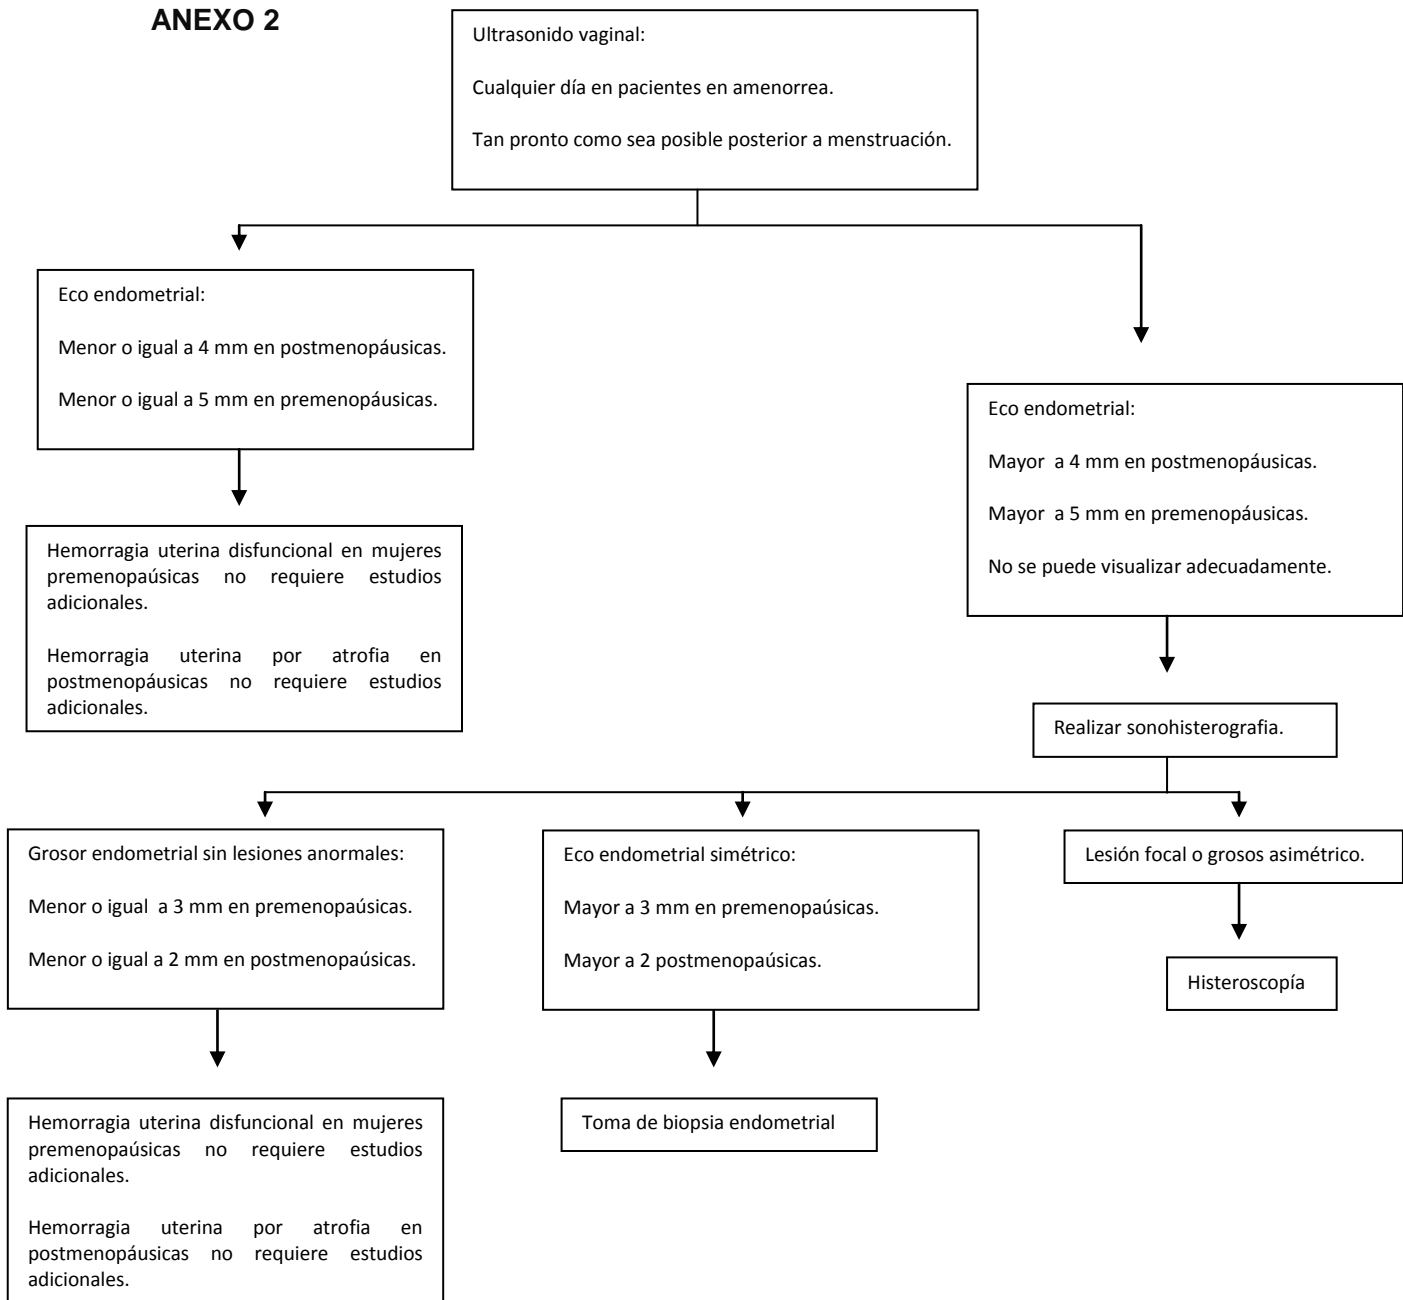 ANEXO 2
Ultrasonido vaginal:
Cualquier día en pacientes en amenorrea.
Tan pronto como sea posible posterior a menstruación.
Eco endometrial:
Menor o igual a 4 mm en postmenopáusicas.
Menor o igual a 5 mm en premenopáusicas.
Eco endometrial:
Mayor a 4 mm en postmenopáusicas.
Mayor a 5 mm en premenopáusicas.
No se puede visualizar adecuadamente.
Hemorragia uterina disfuncional en mujeres
premenopaúsicas no requiere estudios
adicionales.
Hemorragia uterina por atrofia en
postmenopáusicas no requiere estudios
adicionales.
Realizar sonohisterografia.
Grosor endometrial sin lesiones anormales:
Menor o igual a 3 mm en premenopaúsicas.
Menor o igual a 2 mm en postmenopaúsicas.
Eco endometrial simétrico:
Mayor a 3 mm en premenopaúsicas.
Mayor a 2 postmenopaúsicas.
Lesión focal o grosos asimétrico.
Histeroscopía
Hemorragia uterina disfuncional en mujeres
premenopaúsicas no requiere estudios
adicionales.
Hemorragia uterina por atrofia en
postmenopáusicas no requiere estudios
adicionales.
Toma de biopsia endometrial